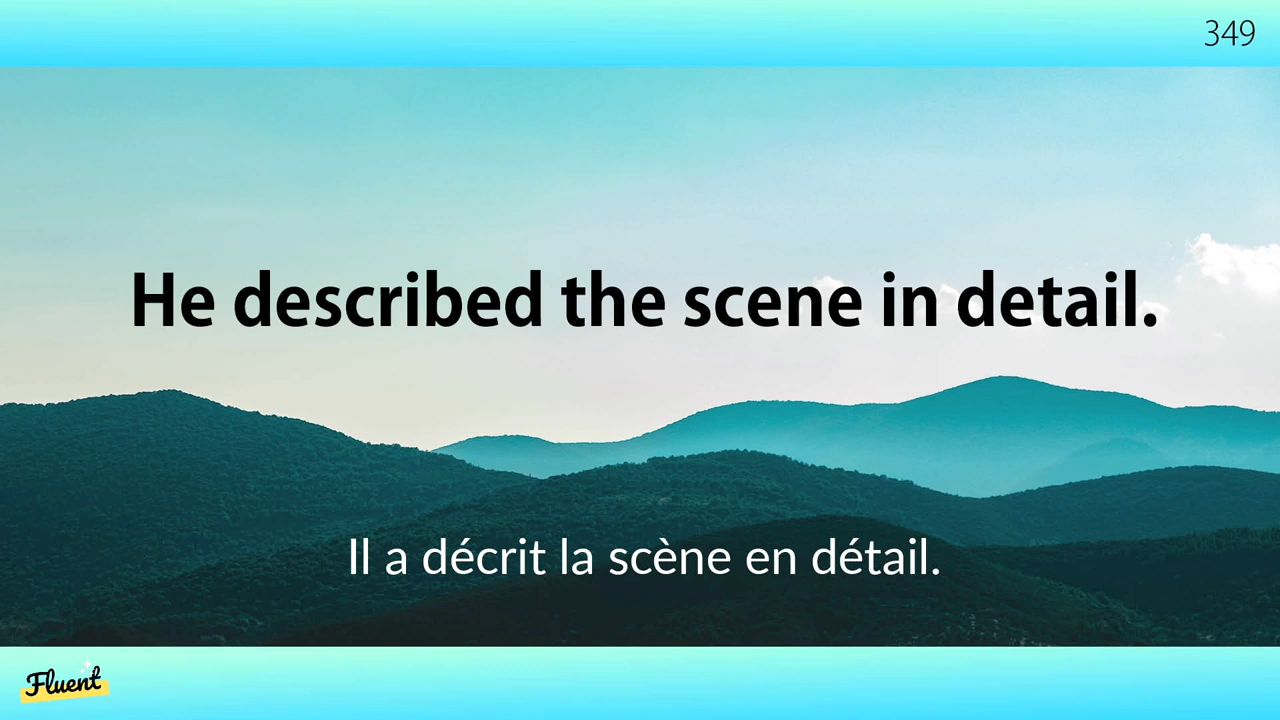 349
He described the scene in detail.
Il a décrit la scène en détail.
Fluent